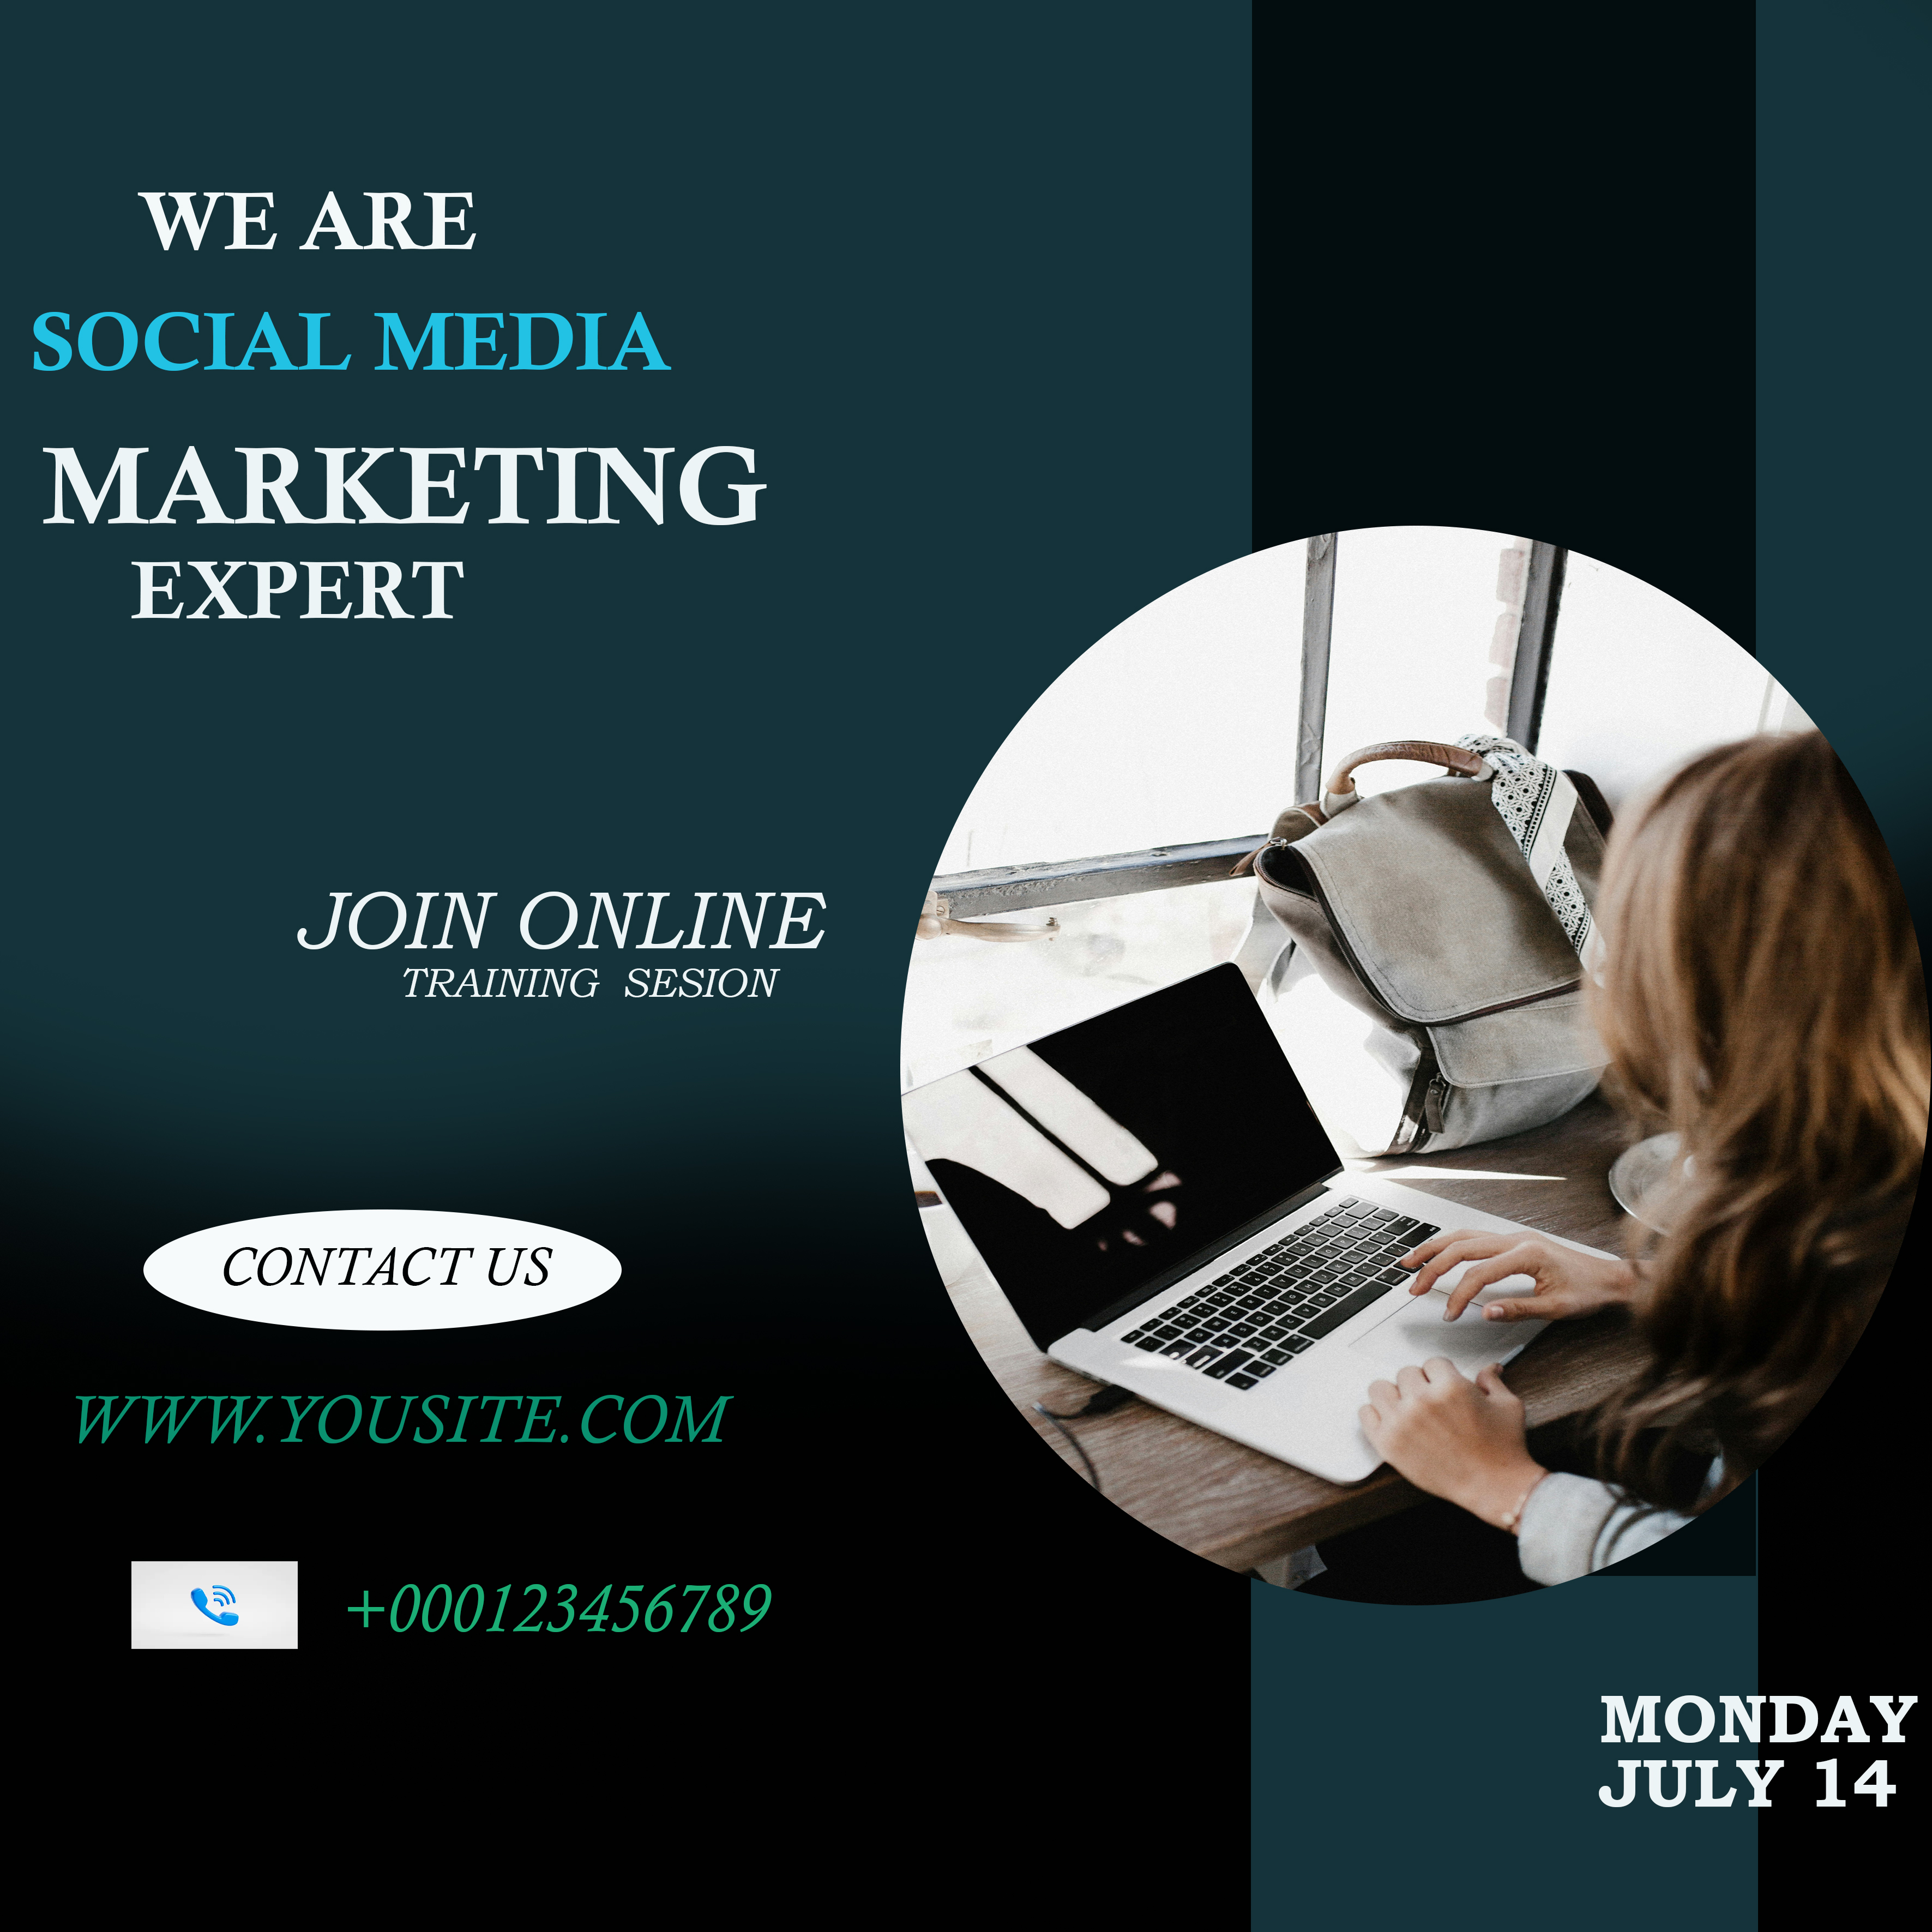 WE ARE
SOCIAL MEDIA
MARKETING
EXPERT
JOIN ONLINE
TRAINING SESION
CONTACT US
WWW.YOUSITE.COM
+000123456789
MONDAY
JULY 14